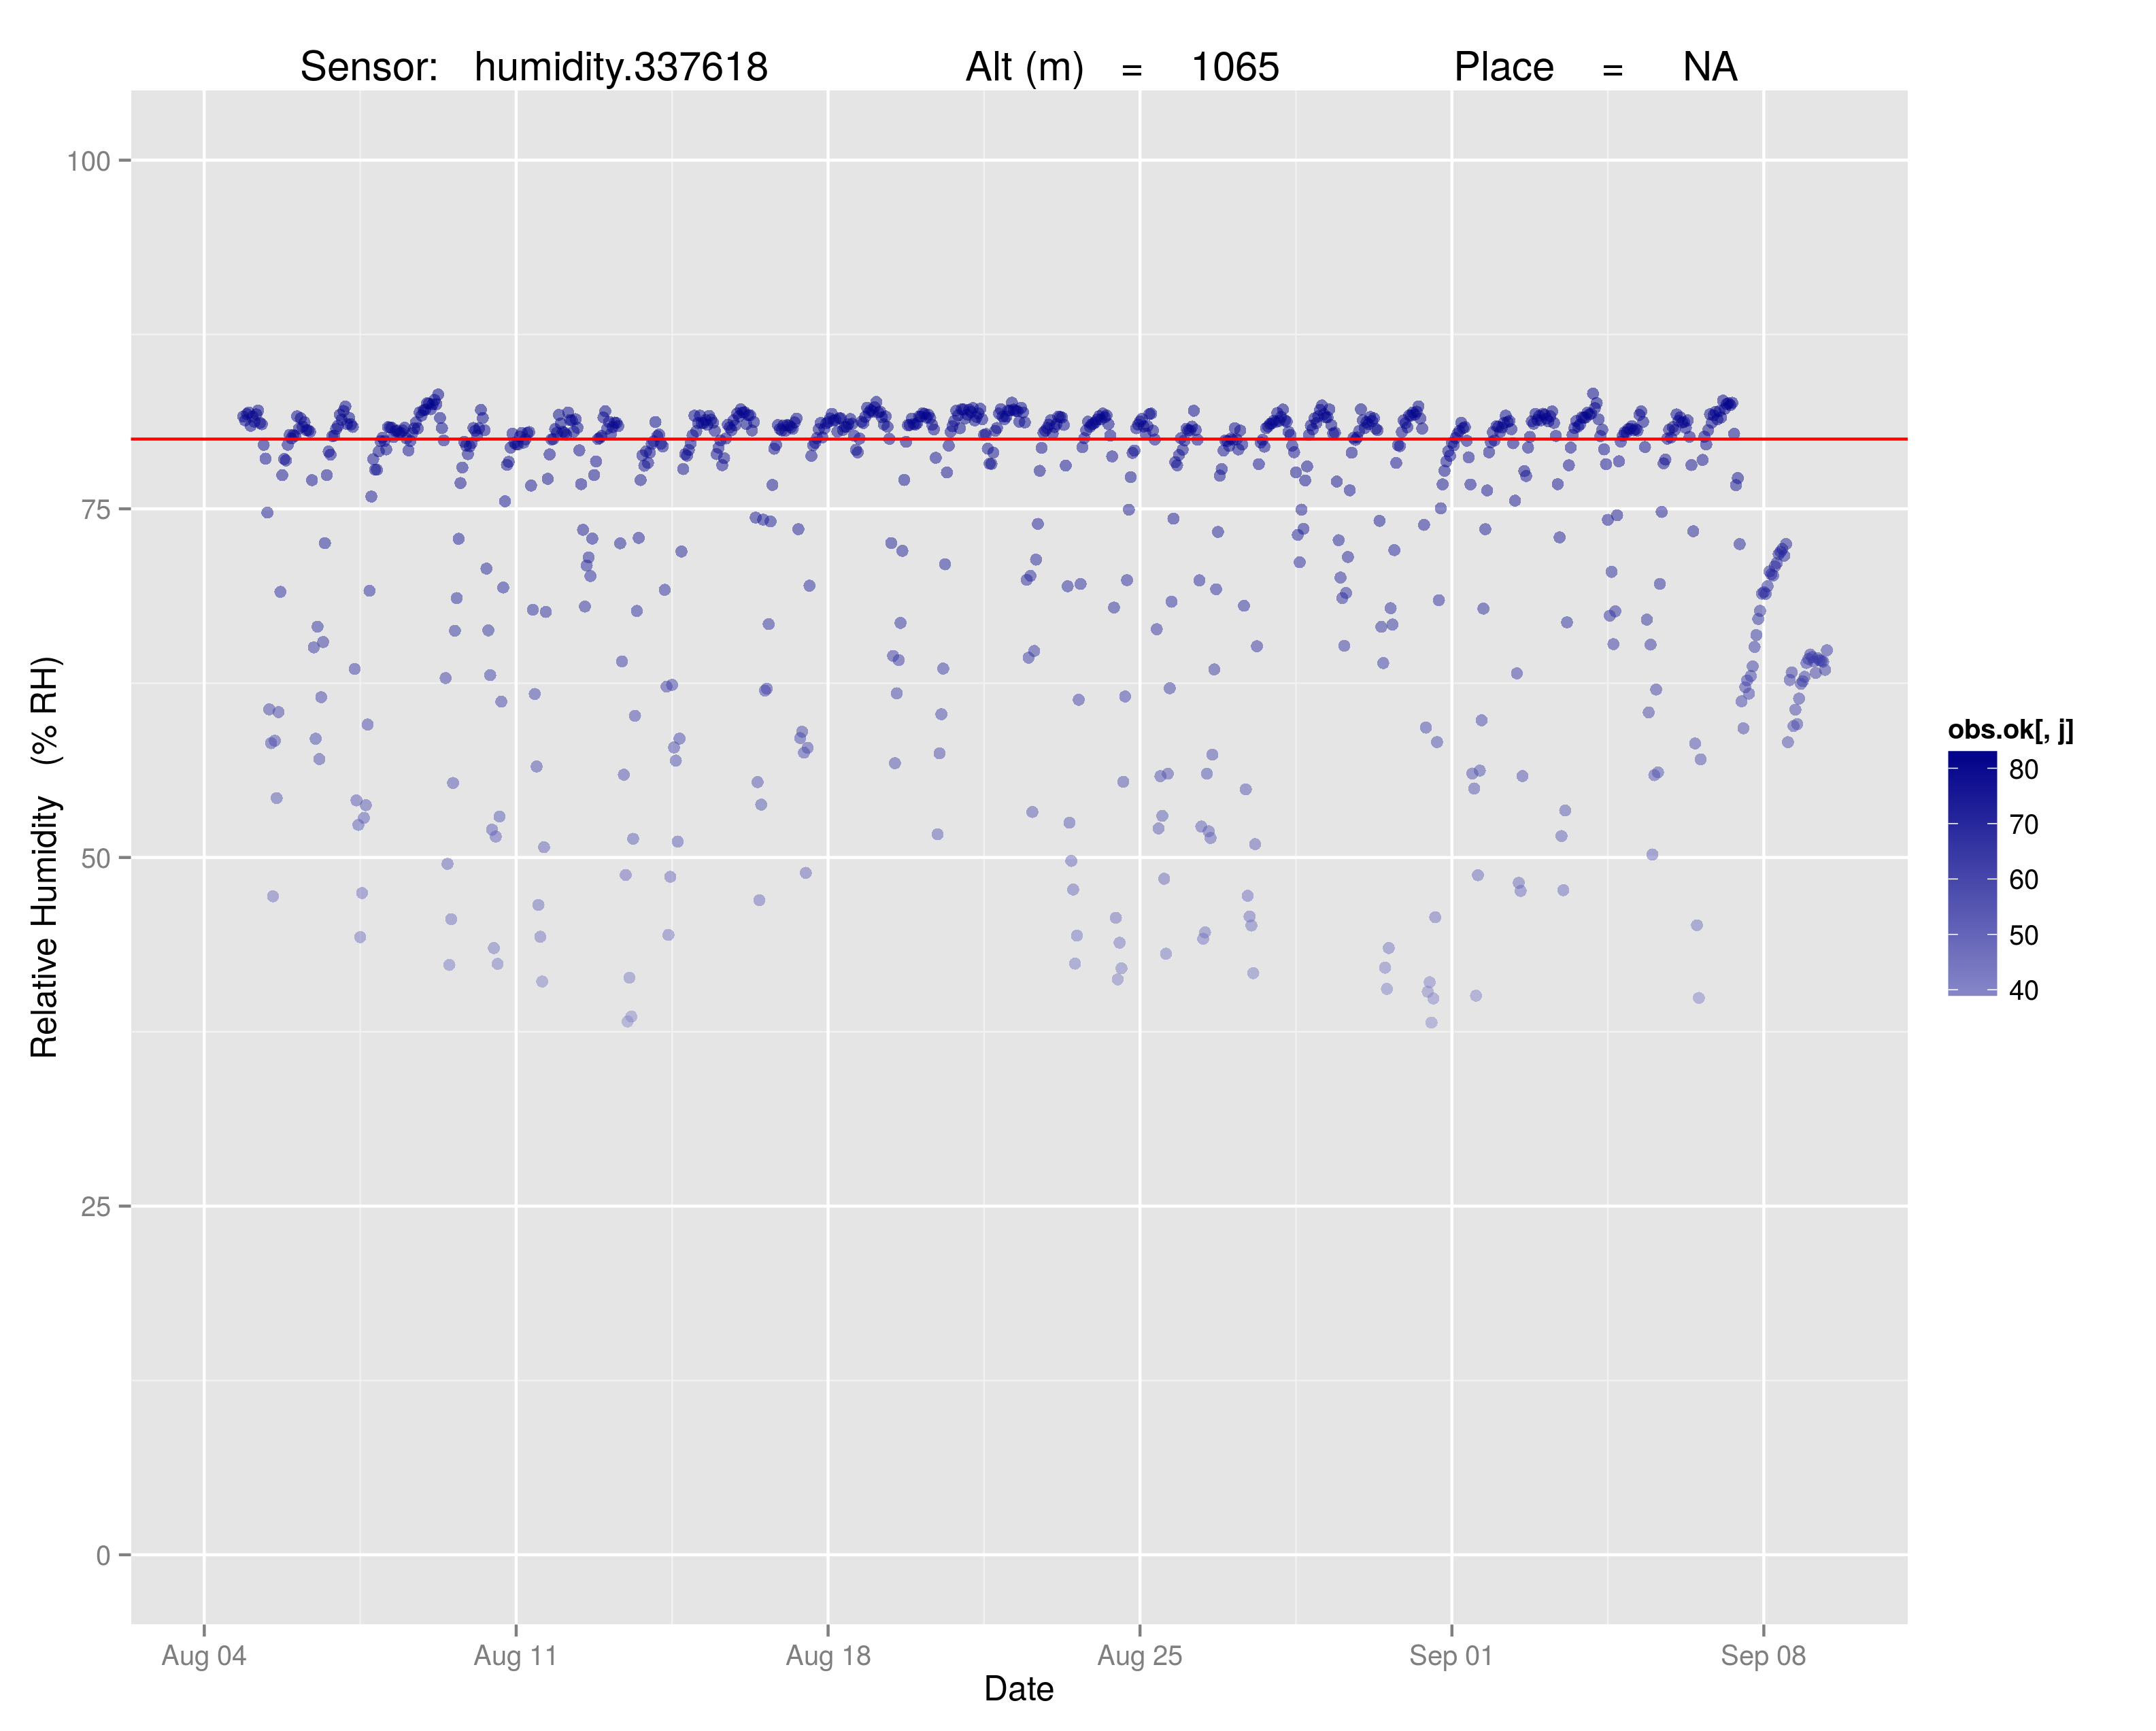 Sensor: humidity.337618 Alt (m) = 1065 Place = NA
100
75
50
25
0
Relative Humidity (% RH)
Aug 04 Aug 11 Aug 18 Aug 25 Sep 01 Sep 08
Date
obs.ok[, j]
80
70
60
50
40